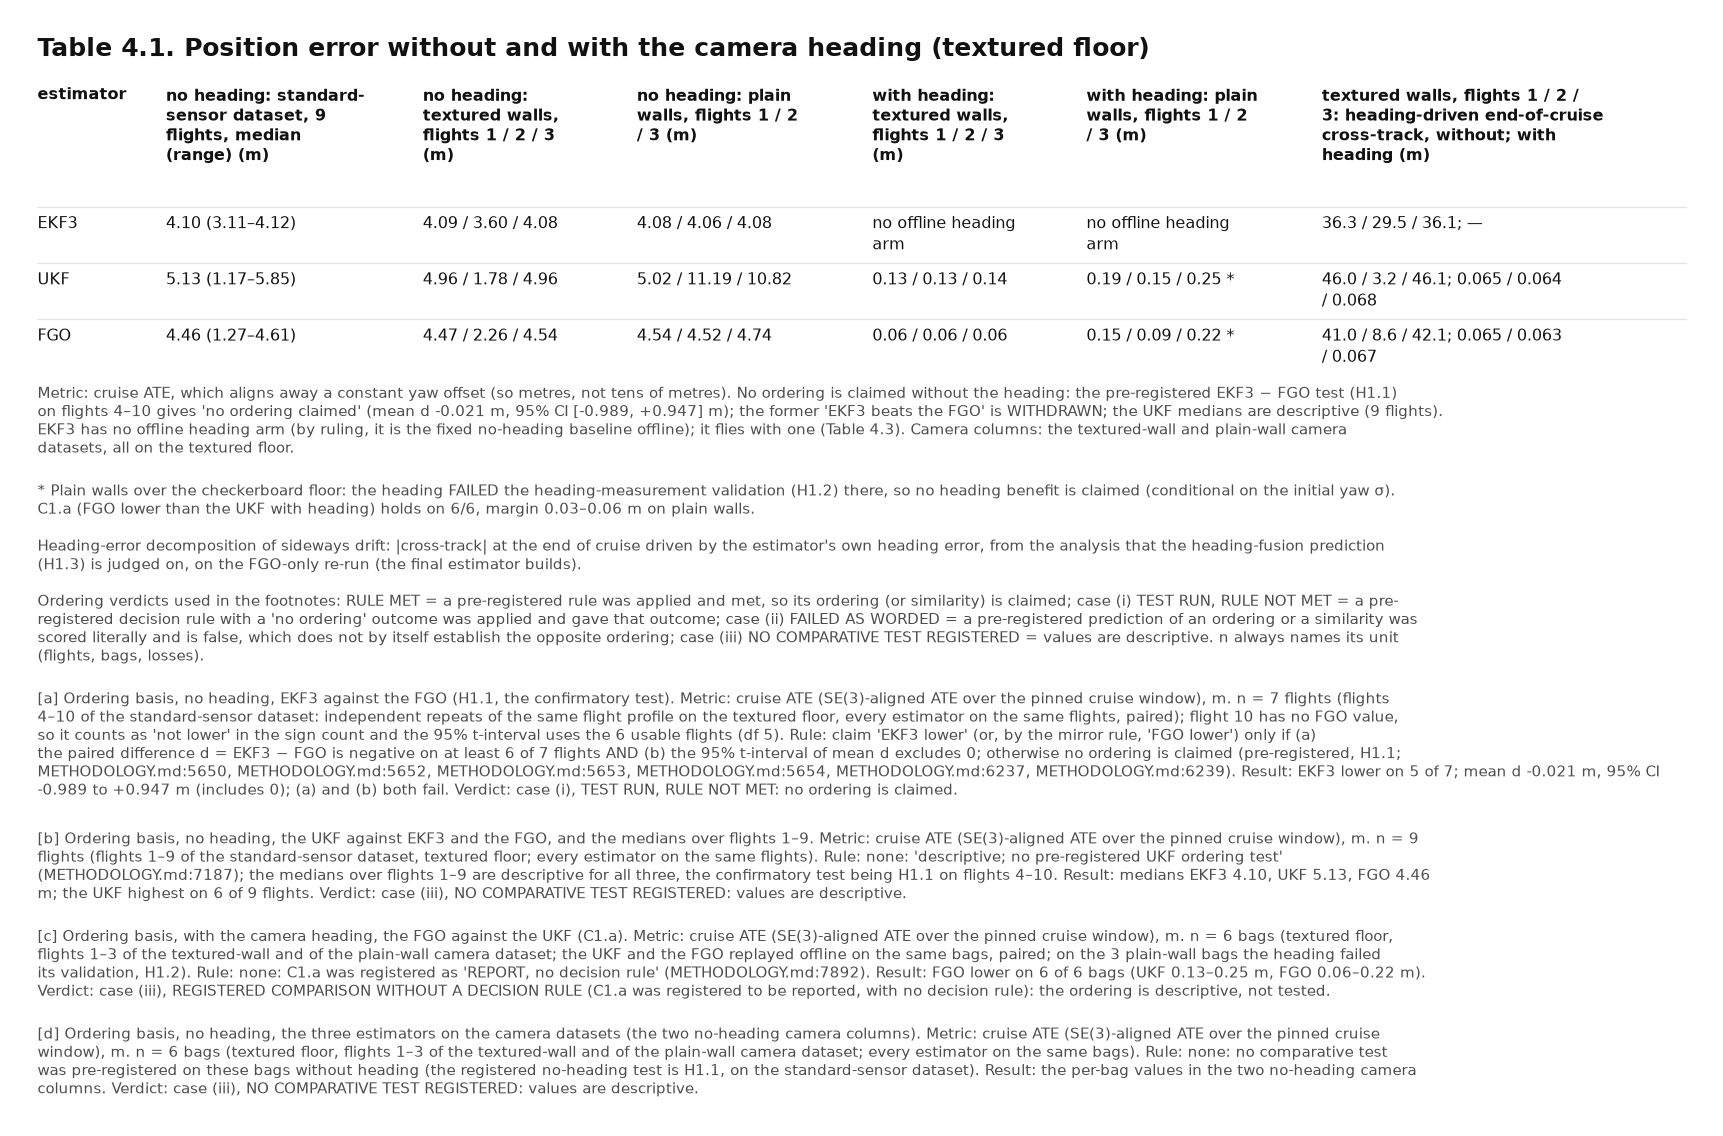 Table 4.1. Position error without and with the camera heading (textured floor)
estimator
no heading: standard-
sensor dataset, 9
flights, median
(range) (m)
no heading:
textured walls,
flights 1 / 2 / 3
(m)
no heading: plain
walls, flights 1 / 2
/ 3 (m)
with heading:
textured walls,
flights 1 / 2 / 3
(m)
with heading: plain
walls, flights 1 / 2
/ 3 (m)
textured walls, flights 1 / 2 /
3: heading-driven end-of-cruise
cross-track, without; with
heading (m)
EKF3
4.10 (3.11–4.12)
4.09 / 3.60 / 4.08
4.08 / 4.06 / 4.08
no offline heading
arm
no offline heading
arm
36.3 / 29.5 / 36.1; —
UKF
5.13 (1.17–5.85)
4.96 / 1.78 / 4.96
5.02 / 11.19 / 10.82
0.13 / 0.13 / 0.14
0.19 / 0.15 / 0.25 *
46.0 / 3.2 / 46.1; 0.065 / 0.064
/ 0.068
FGO
4.46 (1.27–4.61)
4.47 / 2.26 / 4.54
4.54 / 4.52 / 4.74
0.06 / 0.06 / 0.06
0.15 / 0.09 / 0.22 *
41.0 / 8.6 / 42.1; 0.065 / 0.063
/ 0.067
Metric: cruise ATE, which aligns away a constant yaw offset (so metres, not tens of metres). No ordering is claimed without the heading: the pre-registered EKF3 − FGO test (H1.1)
on flights 4–10 gives 'no ordering claimed' (mean d -0.021 m, 95% CI [-0.989, +0.947] m); the former 'EKF3 beats the FGO' is WITHDRAWN; the UKF medians are descriptive (9 flights).
EKF3 has no offline heading arm (by ruling, it is the fixed no-heading baseline offline); it flies with one (Table 4.3). Camera columns: the textured-wall and plain-wall camera
datasets, all on the textured floor.
* Plain walls over the checkerboard floor: the heading FAILED the heading-measurement validation (H1.2) there, so no heading benefit is claimed (conditional on the initial yaw σ).
C1.a (FGO lower than the UKF with heading) holds on 6/6, margin 0.03–0.06 m on plain walls.
Heading-error decomposition of sideways drift: |cross-track| at the end of cruise driven by the estimator's own heading error, from the analysis that the heading-fusion prediction
(H1.3) is judged on, on the FGO-only re-run (the final estimator builds).
Ordering verdicts used in the footnotes: RULE MET = a pre-registered rule was applied and met, so its ordering (or similarity) is claimed; case (i) TEST RUN, RULE NOT MET = a pre-
registered decision rule with a 'no ordering' outcome was applied and gave that outcome; case (ii) FAILED AS WORDED = a pre-registered prediction of an ordering or a similarity was
scored literally and is false, which does not by itself establish the opposite ordering; case (iii) NO COMPARATIVE TEST REGISTERED = values are descriptive. n always names its unit
(flights, bags, losses).
[a] Ordering basis, no heading, EKF3 against the FGO (H1.1, the confirmatory test). Metric: cruise ATE (SE(3)-aligned ATE over the pinned cruise window), m. n = 7 flights (flights
4–10 of the standard-sensor dataset: independent repeats of the same flight profile on the textured floor, every estimator on the same flights, paired); flight 10 has no FGO value,
so it counts as 'not lower' in the sign count and the 95% t-interval uses the 6 usable flights (df 5). Rule: claim 'EKF3 lower' (or, by the mirror rule, 'FGO lower') only if (a)
the paired difference d = EKF3 − FGO is negative on at least 6 of 7 flights AND (b) the 95% t-interval of mean d excludes 0; otherwise no ordering is claimed (pre-registered, H1.1;
METHODOLOGY.md:5650, METHODOLOGY.md:5652, METHODOLOGY.md:5653, METHODOLOGY.md:5654, METHODOLOGY.md:6237, METHODOLOGY.md:6239). Result: EKF3 lower on 5 of 7; mean d -0.021 m, 95% CI
-0.989 to +0.947 m (includes 0); (a) and (b) both fail. Verdict: case (i), TEST RUN, RULE NOT MET: no ordering is claimed.
[b] Ordering basis, no heading, the UKF against EKF3 and the FGO, and the medians over flights 1–9. Metric: cruise ATE (SE(3)-aligned ATE over the pinned cruise window), m. n = 9
flights (flights 1–9 of the standard-sensor dataset, textured floor; every estimator on the same flights). Rule: none: 'descriptive; no pre-registered UKF ordering test'
(METHODOLOGY.md:7187); the medians over flights 1–9 are descriptive for all three, the confirmatory test being H1.1 on flights 4–10. Result: medians EKF3 4.10, UKF 5.13, FGO 4.46
m; the UKF highest on 6 of 9 flights. Verdict: case (iii), NO COMPARATIVE TEST REGISTERED: values are descriptive.
[c] Ordering basis, with the camera heading, the FGO against the UKF (C1.a). Metric: cruise ATE (SE(3)-aligned ATE over the pinned cruise window), m. n = 6 bags (textured floor,
flights 1–3 of the textured-wall and of the plain-wall camera dataset; the UKF and the FGO replayed offline on the same bags, paired; on the 3 plain-wall bags the heading failed
its validation, H1.2). Rule: none: C1.a was registered as 'REPORT, no decision rule' (METHODOLOGY.md:7892). Result: FGO lower on 6 of 6 bags (UKF 0.13–0.25 m, FGO 0.06–0.22 m).
Verdict: case (iii), REGISTERED COMPARISON WITHOUT A DECISION RULE (C1.a was registered to be reported, with no decision rule): the ordering is descriptive, not tested.
[d] Ordering basis, no heading, the three estimators on the camera datasets (the two no-heading camera columns). Metric: cruise ATE (SE(3)-aligned ATE over the pinned cruise
window), m. n = 6 bags (textured floor, flights 1–3 of the textured-wall and of the plain-wall camera dataset; every estimator on the same bags). Rule: none: no comparative test
was pre-registered on these bags without heading (the registered no-heading test is H1.1, on the standard-sensor dataset). Result: the per-bag values in the two no-heading camera
columns. Verdict: case (iii), NO COMPARATIVE TEST REGISTERED: values are descriptive.